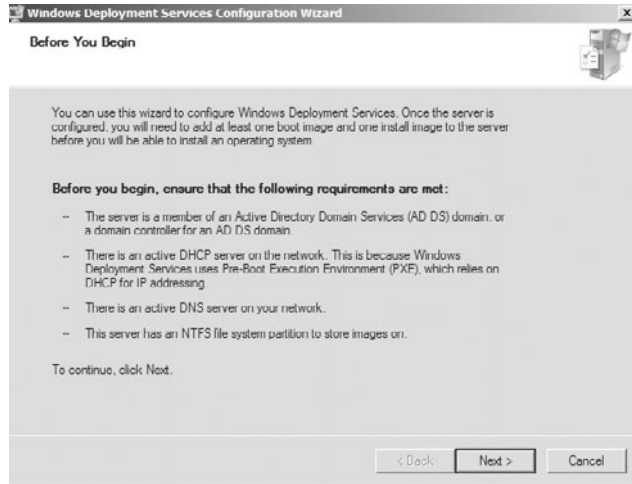 Windows Deployment Services Configuration Wizard
x
Before You Begin
You can use this wizard to configure Windows Deployment Services. Once the server is
configured, you will need to add at least one boot image and one install image to the server
before you will be able to install an operating system.
Before you begin, ensure that the following requirements are met:
-- The server is a member of an Active Directory Domain Services (AD DS) domain, or
a domain controller for an AD DS domain.
-- There is an active DHCP server on the network. This is because Windows
Deployment Services uses Pre-Boot Execution Environment (PXE), which relies on
DHCP for IP addressing.
-- There is an active DNS server on your network.
-- This server has an NTFS file system partition to store images on.
To continue, click Next.
< Back Next > Cancel